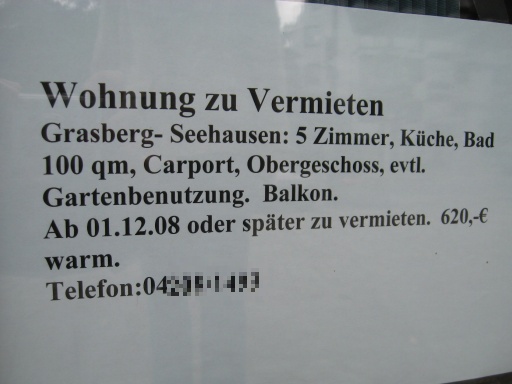 Wohnung zu Vermieten
Grasberg- Seehausen: 5 Zimmer, Küche, Bad
100 qm, Carport, Obergeschoss, evtl.
Gartenbenutzung. Balkon.
Ab 01.12.08 oder später zu vermieten. 620,-€
warm.
Telefon:04